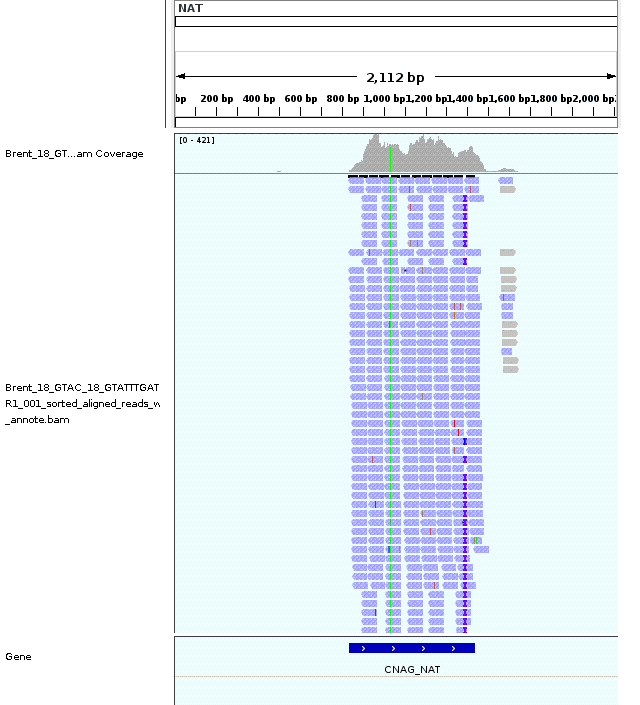 NAT
2,112 bp
bp 200 bp 400 bp 600 bp 800 bp 1,000 bp 1,200 bp 1,400 bp 1,600 bp 1,800 bp 2,000 bp
[0 - 421]
Brent_18_GT...am Coverage
Brent_18_GTAC_18_GTATTTGAT
R1_001_sorted_aligned_reads_w
_annote.bam
Gene
CNAG_NAT